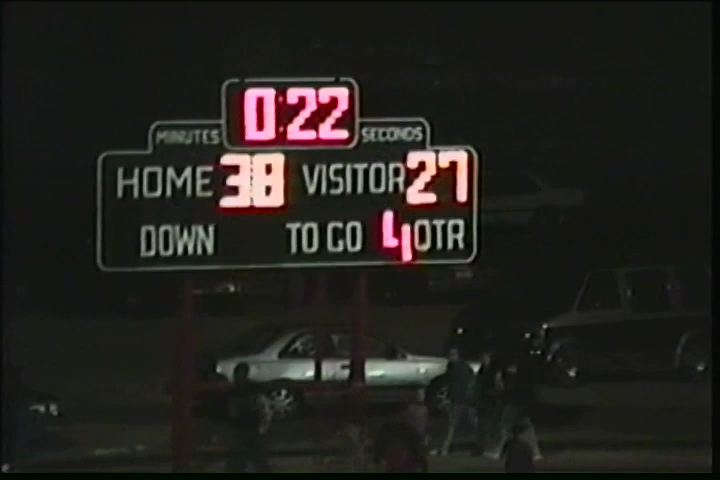 0:22
MINUTES SECONDS
HOME 38 VISITOR 27
DOWN TO GO 4 QTR